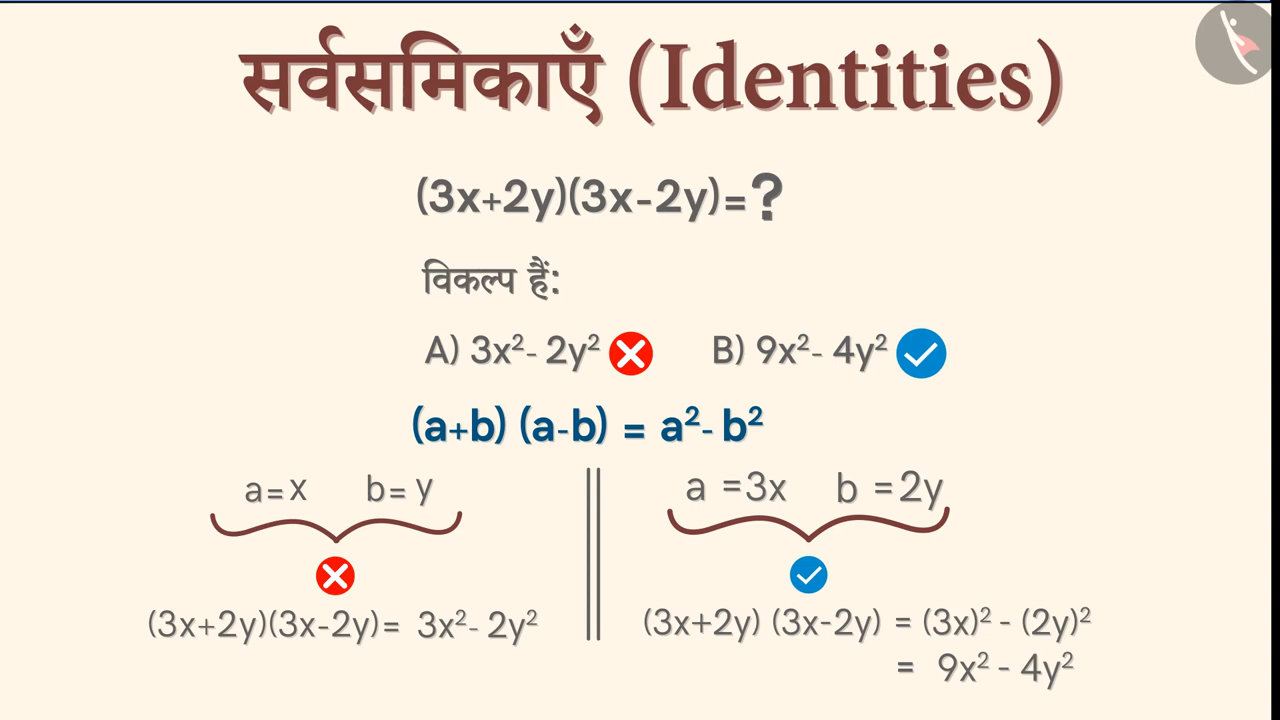 सर्वसमिकाएँ (Identities)
(3x+2y)(3x-2y)=?
विकल्प हैं:
A) 3x²- 2y² B) 9x²- 4y²
(a+b) (a-b) = a²- b²
a=x b=y
(3x+2y)(3x-2y)= 3x²- 2y²
a =3x b =2y
(3x+2y) (3x-2y) = (3x)² - (2y)²
= 9x² - 4y²